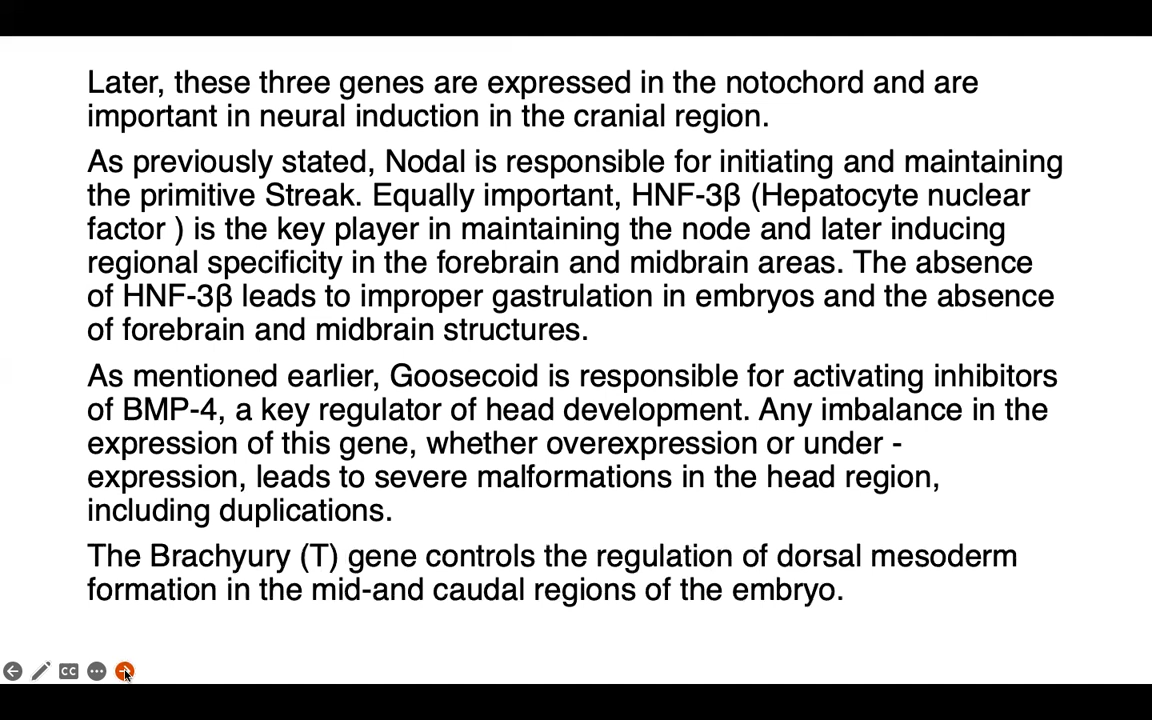 Later, these three genes are expressed in the notochord and are
important in neural induction in the cranial region.
As previously stated, Nodal is responsible for initiating and maintaining
the primitive Streak. Equally important, HNF-3β (Hepatocyte nuclear
factor ) is the key player in maintaining the node and later inducing
regional specificity in the forebrain and midbrain areas. The absence
of HNF-3β leads to improper gastrulation in embryos and the absence
of forebrain and midbrain structures.
As mentioned earlier, Goosecoid is responsible for activating inhibitors
of BMP-4, a key regulator of head development. Any imbalance in the
expression of this gene, whether overexpression or under -
expression, leads to severe malformations in the head region,
including duplications.
The Brachyury (T) gene controls the regulation of dorsal mesoderm
formation in the mid-and caudal regions of the embryo.
CC